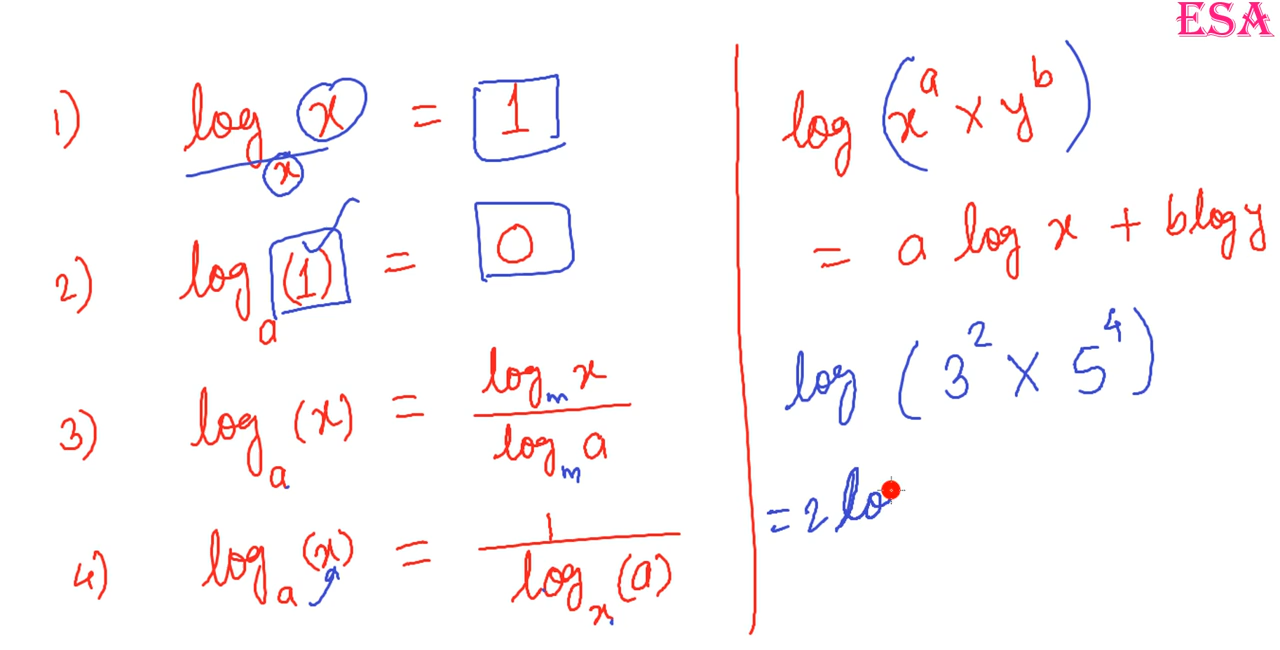 ESA
1) log_x x = 1
2) log_a (1) = 0
3) log_a (x) = log_m x / log_m a
4) log_a (x) = 1 / log_x (a)
log (x^a × y^b)
= a log x + b log y
log (3^2 × 5^4)
= 2 lo